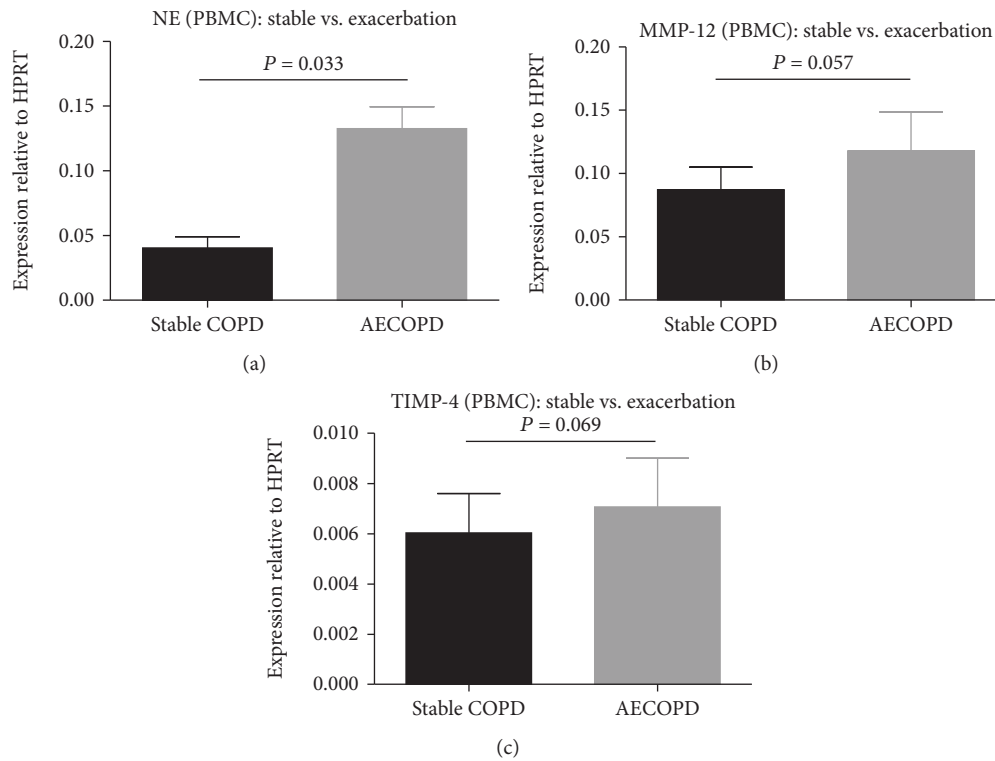 NE (PBMC): stable vs. exacerbation
P = 0.033
Expression relative to HPRT
0.20
0.15
0.10
0.05
0.00
Stable COPD AECOPD
(a)
MMP-12 (PBMC): stable vs. exacerbation
P = 0.057
Expression relative to HPRT
0.20
0.15
0.10
0.05
0.00
Stable COPD AECOPD
(b)
TIMP-4 (PBMC): stable vs. exacerbation
P = 0.069
Expression relative to HPRT
0.010
0.008
0.006
0.004
0.002
0.000
Stable COPD AECOPD
(c)